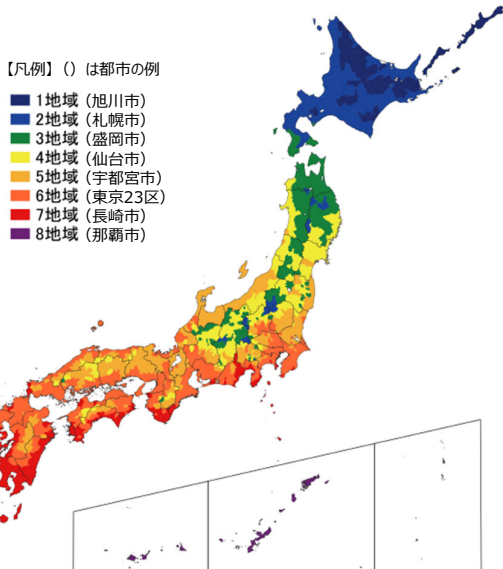 【凡例】（）は都市の例
1地域（旭川市）
2地域（札幌市）
3地域（盛岡市）
4地域（仙台市）
5地域（宇都宮市）
6地域（東京23区）
7地域（長崎市）
8地域（那覇市）